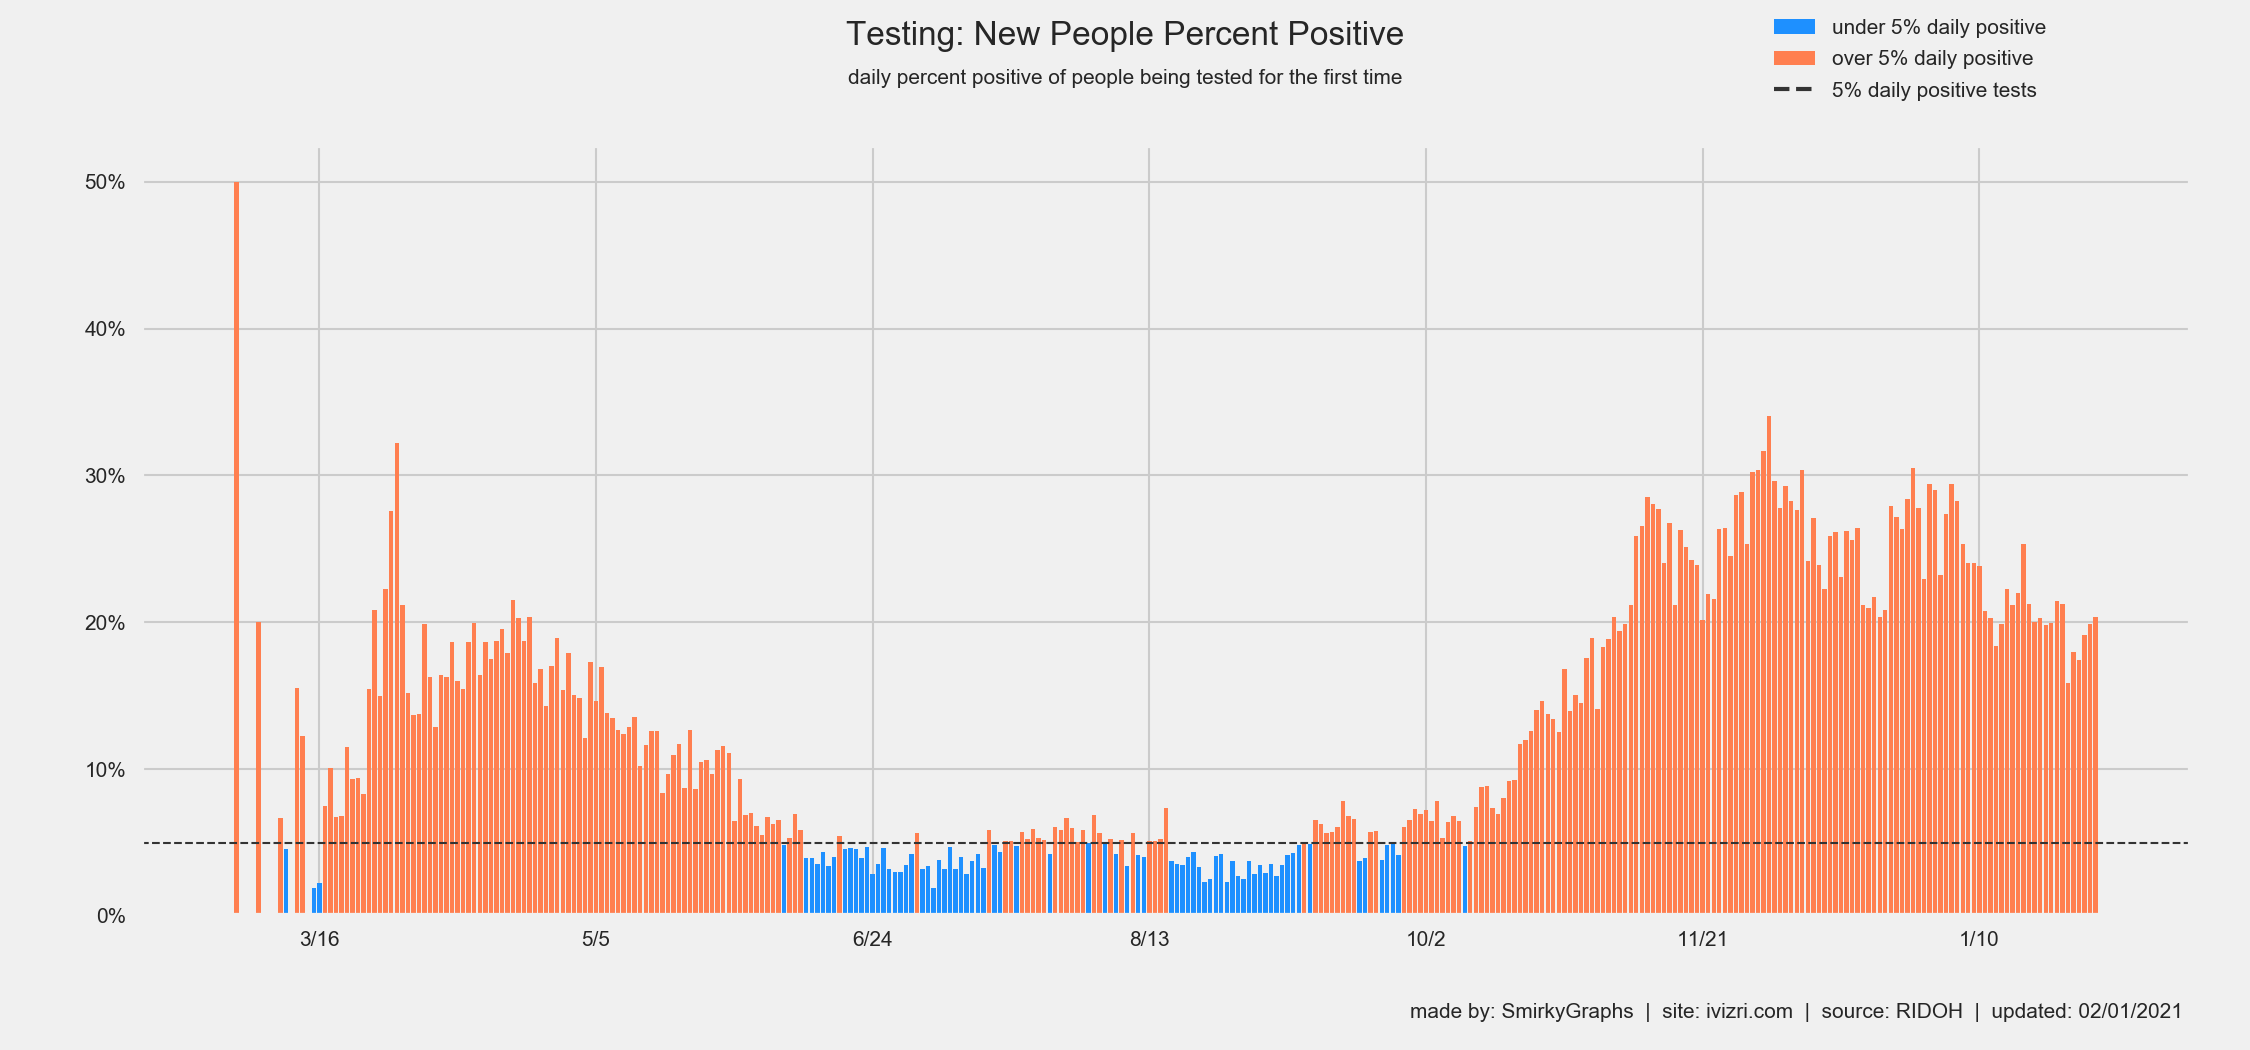 Testing: New People Percent Positive
daily percent positive of people being tested for the first time
under 5% daily positive
over 5% daily positive
5% daily positive tests
50%
40%
30%
20%
10%
0%
3/16 5/5 6/24 8/13 10/2 11/21 1/10
made by: SmirkyGraphs | site: ivizri.com | source: RIDOH | updated: 02/01/2021